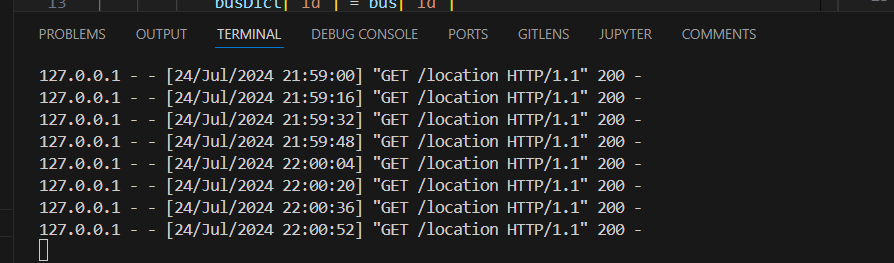 13 busDict['id'] = bus['id']
PROBLEMS OUTPUT TERMINAL DEBUG CONSOLE PORTS GITLENS JUPYTER COMMENTS
127.0.0.1 - - [24/Jul/2024 21:59:00] "GET /location HTTP/1.1" 200 -
127.0.0.1 - - [24/Jul/2024 21:59:16] "GET /location HTTP/1.1" 200 -
127.0.0.1 - - [24/Jul/2024 21:59:32] "GET /location HTTP/1.1" 200 -
127.0.0.1 - - [24/Jul/2024 21:59:48] "GET /location HTTP/1.1" 200 -
127.0.0.1 - - [24/Jul/2024 22:00:04] "GET /location HTTP/1.1" 200 -
127.0.0.1 - - [24/Jul/2024 22:00:20] "GET /location HTTP/1.1" 200 -
127.0.0.1 - - [24/Jul/2024 22:00:36] "GET /location HTTP/1.1" 200 -
127.0.0.1 - - [24/Jul/2024 22:00:52] "GET /location HTTP/1.1" 200 -